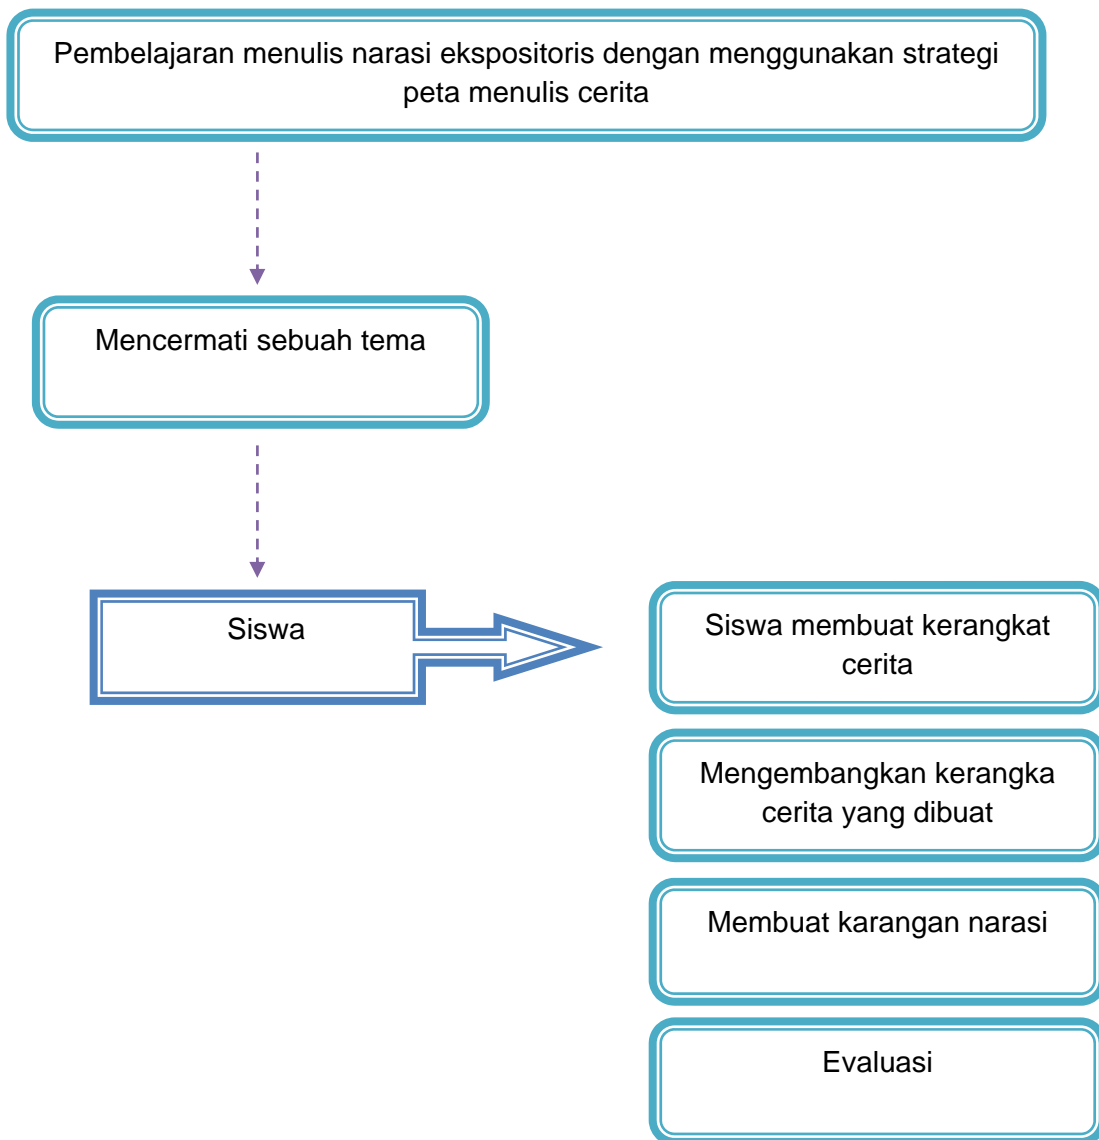 Pembelajaran menulis narasi ekspositoris dengan menggunakan strategi
peta menulis cerita
Mencermati sebuah tema
Siswa
Siswa membuat kerangkat
cerita
Mengembangkan kerangka
cerita yang dibuat
Membuat karangan narasi
Evaluasi